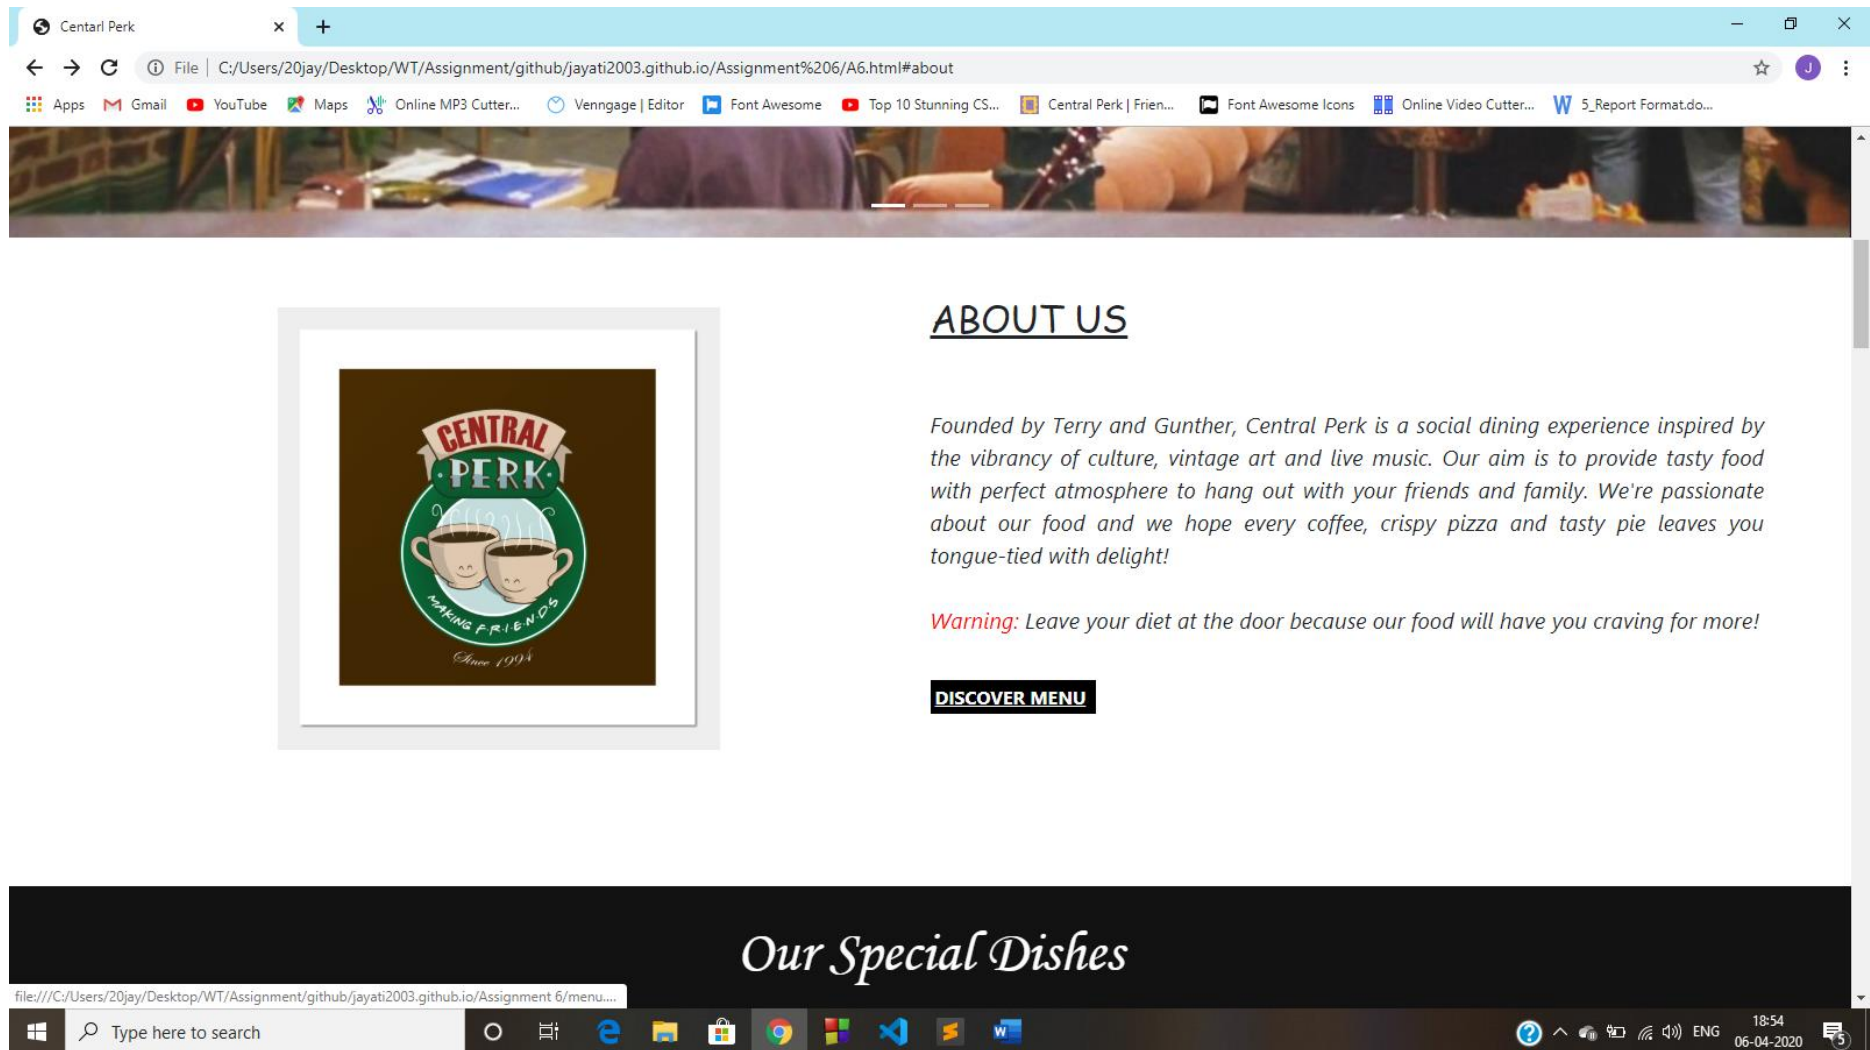 Centarl Perk
File
C:/Users/20jay/Desktop/WT/Assignment/github/jayati2003.github.io/Assignment%206/A6.html#about
J
Apps
Gmail
YouTube
Maps
Online MP3 Cutter...
Venngage | Editor
Font Awesome
Top 10 Stunning CS...
Central Perk | Frien...
Font Awesome Icons
Online Video Cutter...
5_Report Format.do...
CENTRAL
PERK
MAKING F·R·I·E·N·D·S
Since 1994
ABOUT US
Founded by Terry and Gunther, Central Perk is a social dining experience inspired by
the vibrancy of culture, vintage art and live music. Our aim is to provide tasty food
with perfect atmosphere to hang out with your friends and family. We're passionate
about our food and we hope every coffee, crispy pizza and tasty pie leaves you
tongue-tied with delight!
Warning: Leave your diet at the door because our food will have you craving for more!
DISCOVER MENU
Our Special Dishes
file:///C:/Users/20jay/Desktop/WT/Assignment/github/jayati2003.github.io/Assignment 6/menu....
Type here to search
ENG
18:54
06-04-2020
5